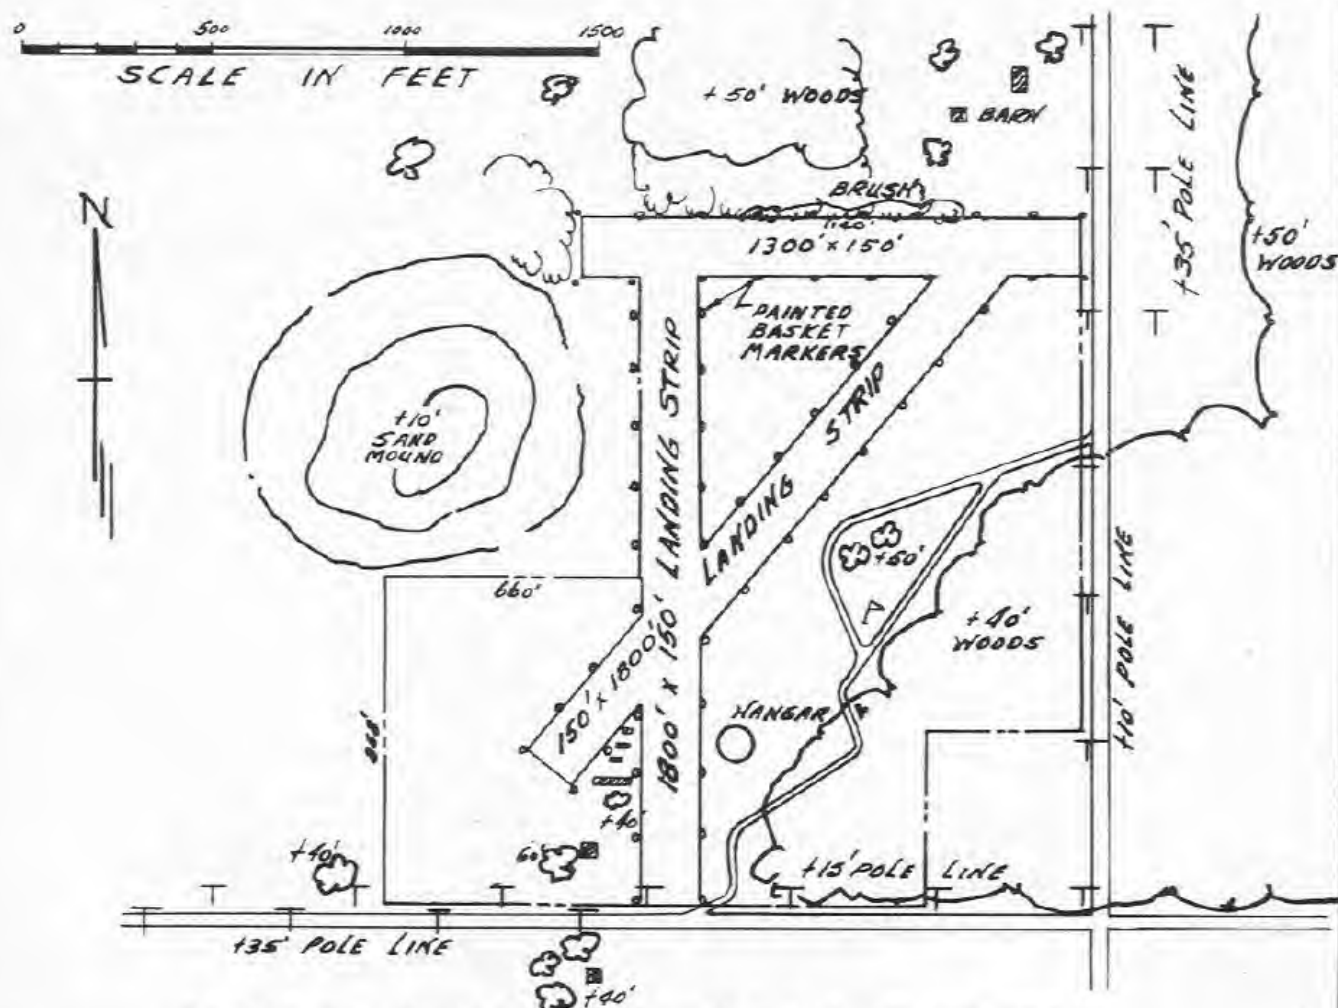 0 500 1000 1500
SCALE IN FEET
+50' WOODS
BARN
+35' POLE LINE
N
BRUSH
1140'
1300' x 150'
+50'
WOODS
PAINTED
BASKET
MARKERS
+10'
SAND
MOUND
LANDING STRIP
LANDING STRIP
660'
150' x 1800'
1800' x 150'
+40'
WOODS
+10' POLE LINE
HANGAR
+40'
+40'
60'
+15' POLE LINE
+35' POLE LINE
+40'